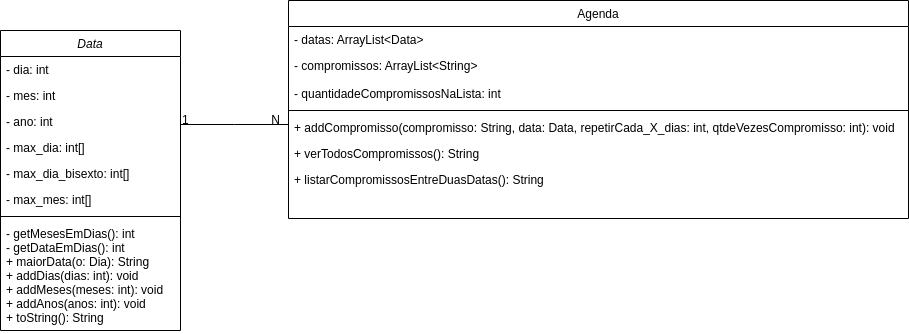 Data
- dia: int
- mes: int
- ano: int
- max_dia: int[]
- max_dia_bisexto: int[]
- max_mes: int[]
- getMesesEmDias(): int
- getDataEmDias(): int
+ maiorData(o: Dia): String
+ addDias(dias: int): void
+ addMeses(meses: int): void
+ addAnos(anos: int): void
+ toString(): String
1
N
Agenda
- datas: ArrayList<Data>
- compromissos: ArrayList<String>
- quantidadeCompromissosNaLista: int
+ addCompromisso(compromisso: String, data: Data, repetirCada_X_dias: int, qtdeVezesCompromisso: int): void
+ verTodosCompromissos(): String
+ listarCompromissosEntreDuasDatas(): String